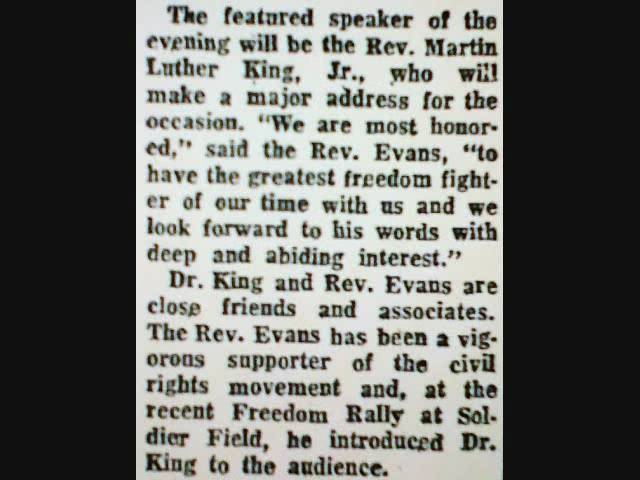 The featured speaker of the
evening will be the Rev. Martin
Luther King, Jr., who will
make a major address for the
occasion. "We are most honor-
ed," said the Rev. Evans, "to
have the greatest freedom fight-
er of our time with us and we
look forward to his words with
deep and abiding interest."
Dr. King and Rev. Evans are
close friends and associates.
The Rev. Evans has been a vig-
orous supporter of the civil
rights movement and, at the
recent Freedom Rally at Sol-
dier Field, he introduced Dr.
King to the audience.